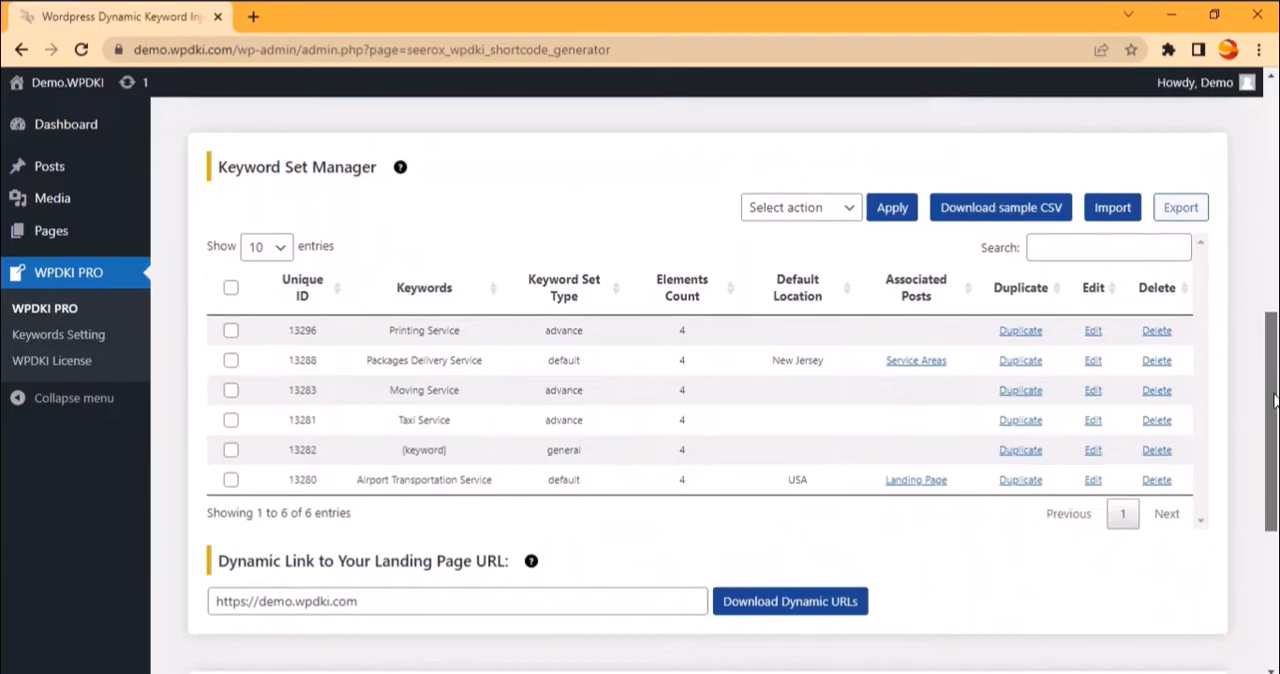 Wordpress Dynamic Keyword Inj
demo.wpdki.com/wp-admin/admin.php?page=seerox_wpdki_shortcode_generator
Demo.WPDKI 1 Howdy, Demo
Dashboard
Posts
Media
Pages
WPDKI PRO
WPDKI PRO
Keywords Setting
WPDKI License
Collapse menu
Keyword Set Manager
Select action Apply Download sample CSV Import Export
Show 10 entries Search:
Unique ID Keywords Keyword Set Type Elements Count Default Location Associated Posts Duplicate Edit Delete
13296 Printing Service advance 4 Duplicate Edit Delete
13288 Packages Delivery Service default 4 New Jersey Service Areas Duplicate Edit Delete
13283 Moving Service advance 4 Duplicate Edit Delete
13281 Taxi Service advance 4 Duplicate Edit Delete
13282 {keyword} general 4 Duplicate Edit Delete
13280 Airport Transportation Service default 4 USA Landing Page Duplicate Edit Delete
Showing 1 to 6 of 6 entries Previous 1 Next
Dynamic Link to Your Landing Page URL:
https://demo.wpdki.com Download Dynamic URLs